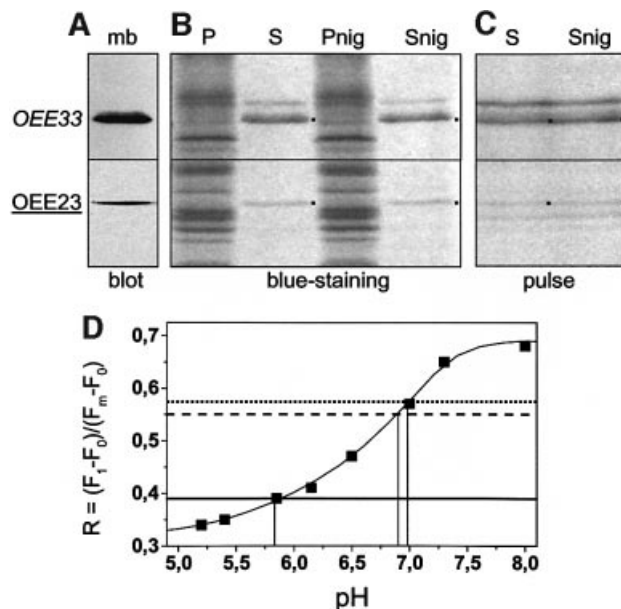 A mb B P S Pnig Snig C S Snig
OEE33
OEE23
blot blue-staining pulse
D
R = (F1-F0)/(Fm-F0)
0,7
0,6
0,5
0,4
0,3
5,0 5,5 6,0 6,5 7,0 7,5 8,0
pH